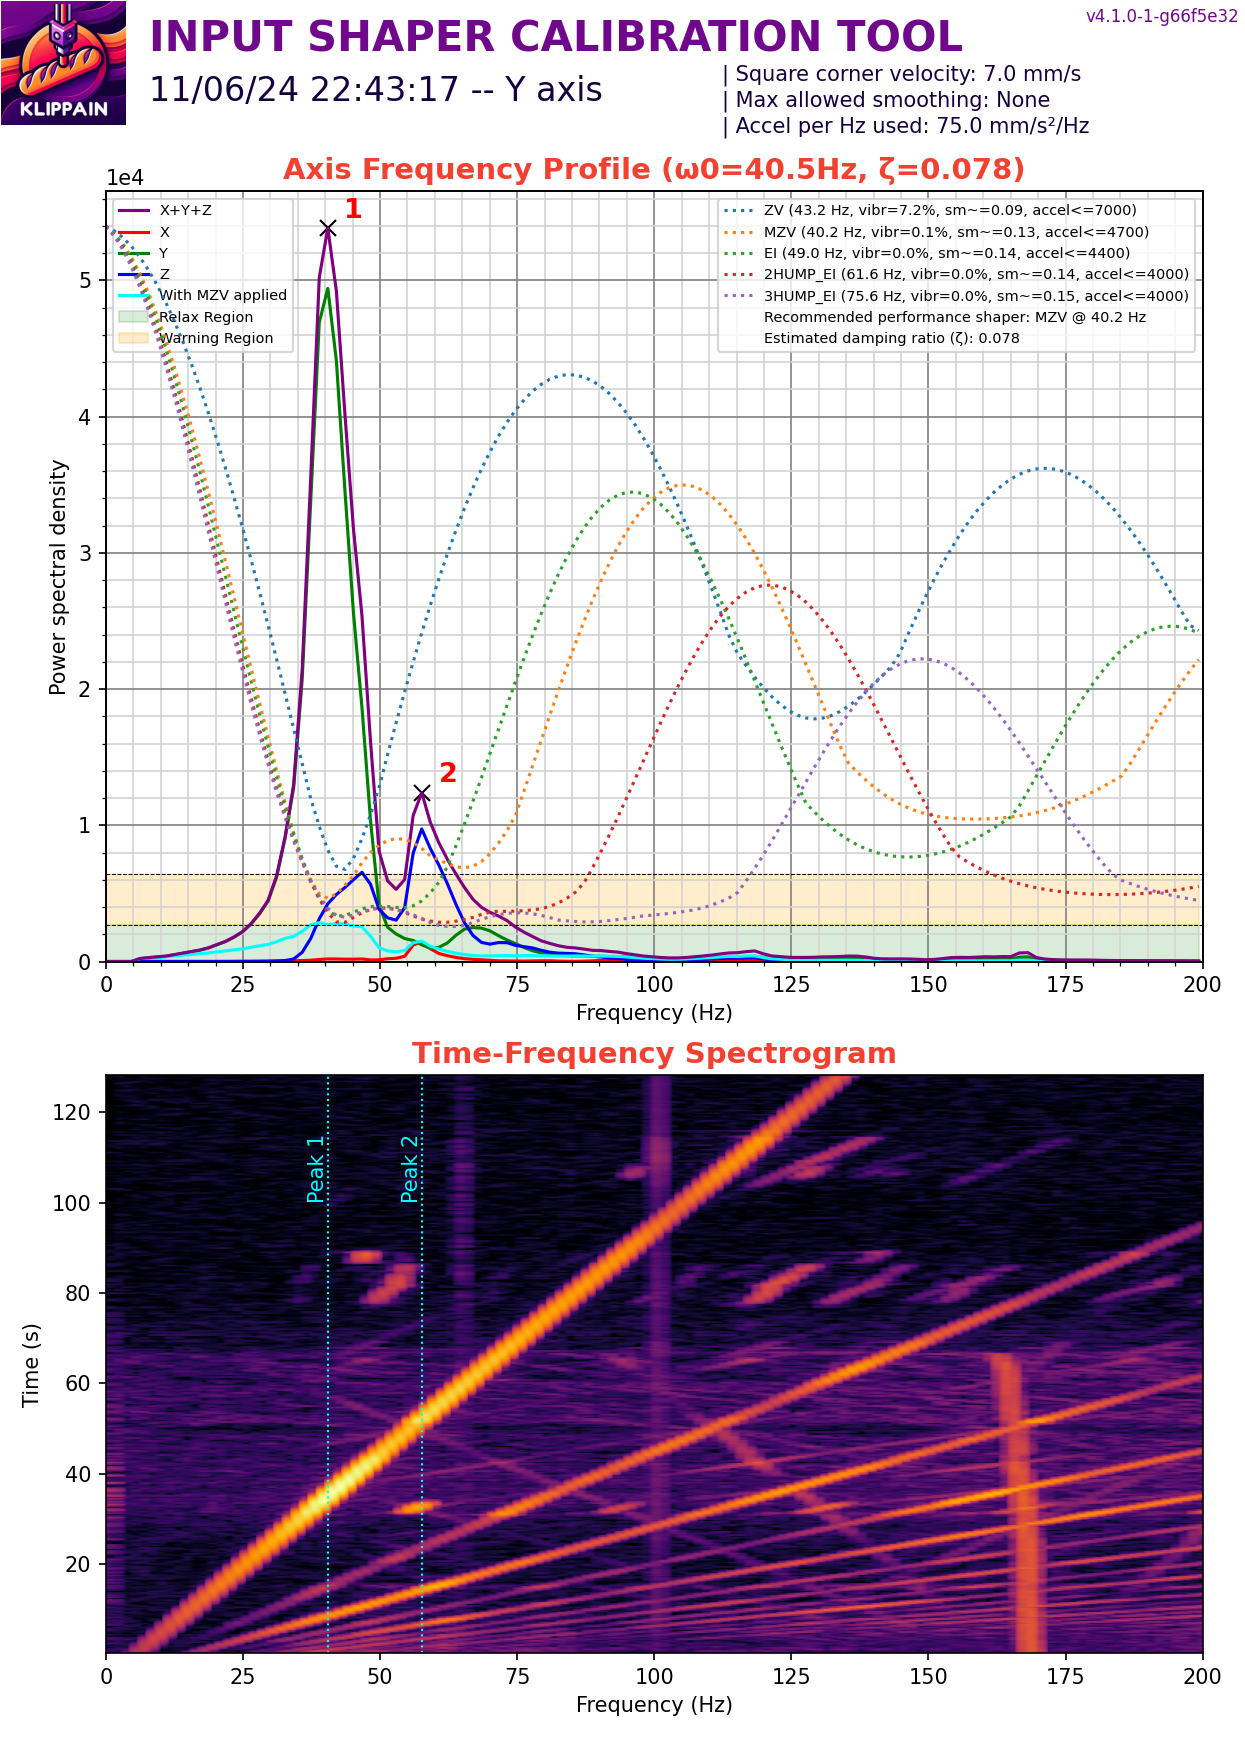 v4.1.0-1-g66f5e32
INPUT SHAPER CALIBRATION TOOL
11/06/24 22:43:17 -- Y axis
| Square corner velocity: 7.0 mm/s
| Max allowed smoothing: None
| Accel per Hz used: 75.0 mm/s²/Hz
KLIPPAIN
Axis Frequency Profile (ω0=40.5Hz, ζ=0.078)
1e4
X+Y+Z
X
Y
Z
With MZV applied
Relax Region
Warning Region
ZV (43.2 Hz, vibr=7.2%, sm~=0.09, accel<=7000)
MZV (40.2 Hz, vibr=0.1%, sm~=0.13, accel<=4700)
EI (49.0 Hz, vibr=0.0%, sm~=0.14, accel<=4400)
2HUMP_EI (61.6 Hz, vibr=0.0%, sm~=0.14, accel<=4000)
3HUMP_EI (75.6 Hz, vibr=0.0%, sm~=0.15, accel<=4000)
Recommended performance shaper: MZV @ 40.2 Hz
Estimated damping ratio (ζ): 0.078
1
2
Power spectral density
5
4
3
2
1
0
0 25 50 75 100 125 150 175 200
Frequency (Hz)
Time-Frequency Spectrogram
Peak 1
Peak 2
Time (s)
120
100
80
60
40
20
0 25 50 75 100 125 150 175 200
Frequency (Hz)